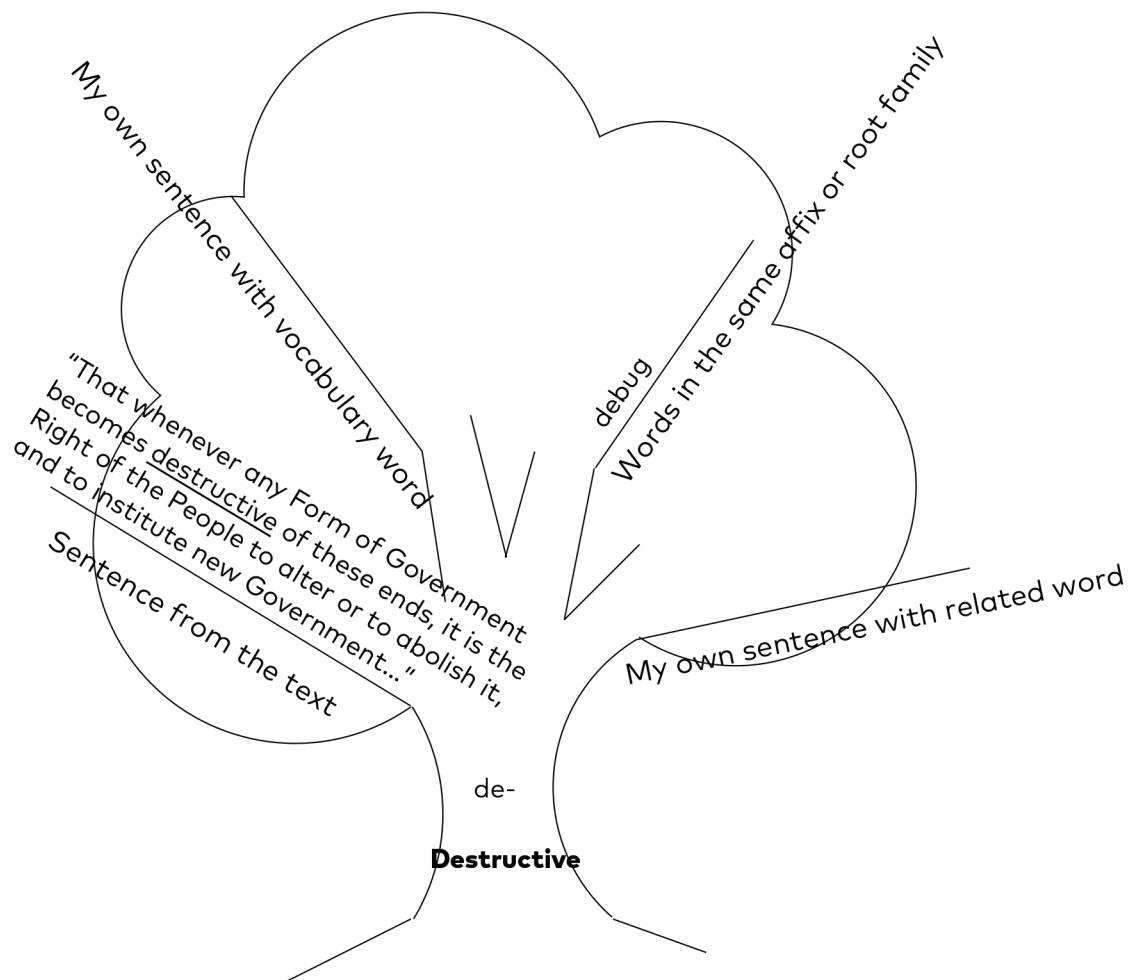 My own sentence with vocabulary word
Words in the same affix or root family
debug
"That whenever any Form of Government
becomes destructive of these ends, it is the
Right of the People to alter or to abolish it,
and to institute new Government..."
Sentence from the text
My own sentence with related word
de-
Destructive